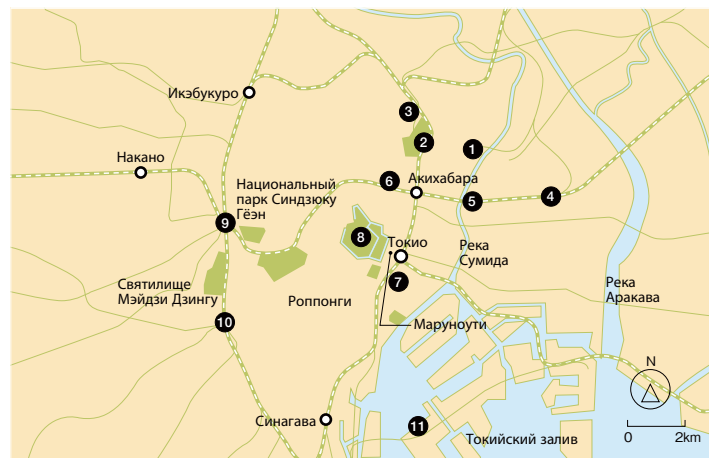 Икэбукуро
3
2
1
Накано
6
Акихабара
5
4
Национальный
парк Синдзюку
Гёэн
9
8
Токио
Река
Сумида
7
Святилище
Мэйдзи Дзингу
Роппонги
Река
Аракава
10
Маруноути
N
Синагава
11
Токийский залив
0
2km